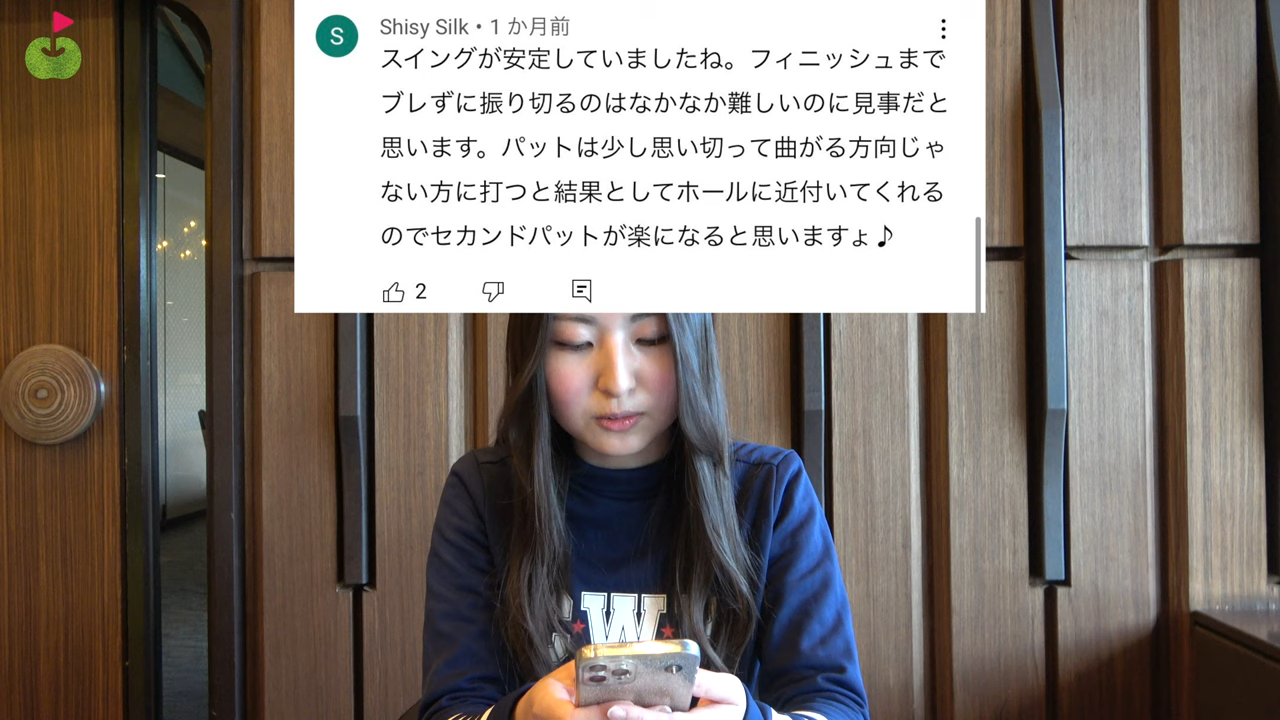 S
Shisy Silk • 1 か月前
スイングが安定していましたね。フィニッシュまで
ブレずに振り切るのはなかなか難しいのに見事だと
思います。パットは少し思い切って曲がる方向じゃ
ない方に打つと結果としてホールに近付いてくれる
のでセカンドパットが楽になると思いますょ♪
2
W